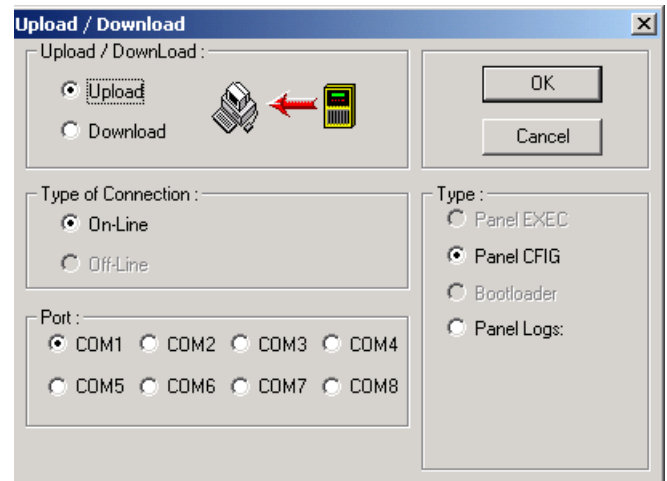 Upload / Download
Upload / DownLoad :
Upload
Download
OK
Cancel
Type of Connection :
On-Line
Off-Line
Type :
Panel EXEC
Panel CFIG
Bootloader
Panel Logs:
Port :
COM1 COM2 COM3 COM4
COM5 COM6 COM7 COM8